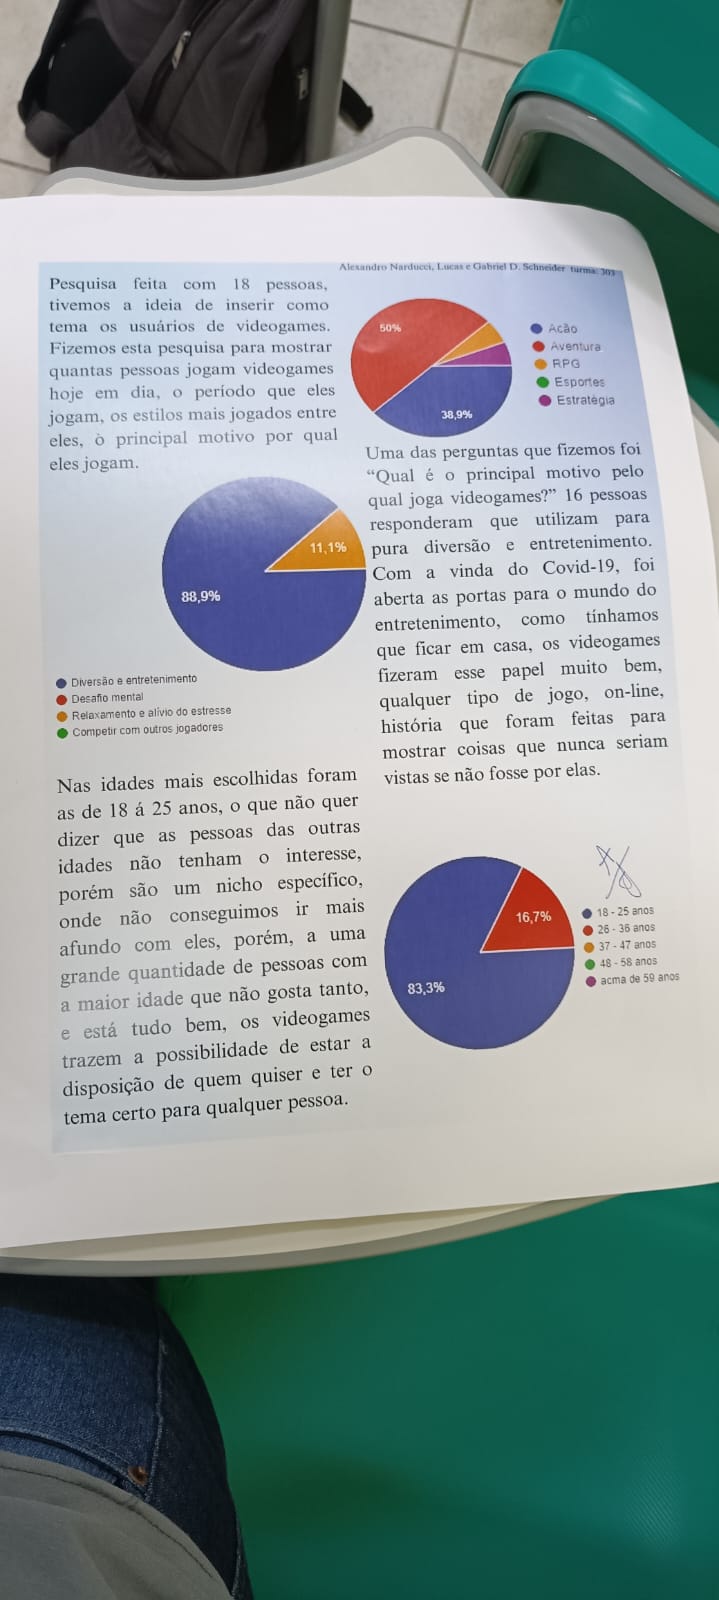 Alexandro Narducci, Lucas e Gabriel D. Schneider turma: 303
Pesquisa feita com 18 pessoas,
tivemos a ideia de inserir como
tema os usuários de videogames.
Fizemos esta pesquisa para mostrar
quantas pessoas jogam videogames
hoje em dia, o período que eles
jogam, os estilos mais jogados entre
eles, o principal motivo por qual
eles jogam.
50%
38,9%
Acão
Aventura
RPG
Esportes
Estratégia
88,9%
11,1%
Diversão e entretenimento
Desafio mental
Relaxamento e alívio do estresse
Competir com outros jogadores
Uma das perguntas que fizemos foi
“Qual é o principal motivo pelo
qual joga videogames?” 16 pessoas
responderam que utilizam para
pura diversão e entretenimento.
Com a vinda do Covid-19, foi
aberta as portas para o mundo do
entretenimento, como tínhamos
que ficar em casa, os videogames
fizeram esse papel muito bem,
qualquer tipo de jogo, on-line,
história que foram feitas para
mostrar coisas que nunca seriam
vistas se não fosse por elas.
Nas idades mais escolhidas foram
as de 18 á 25 anos, o que não quer
dizer que as pessoas das outras
idades não tenham o interesse,
porém são um nicho específico,
onde não conseguimos ir mais
afundo com eles, porém, a uma
grande quantidade de pessoas com
a maior idade que não gosta tanto,
e está tudo bem, os videogames
trazem a possibilidade de estar a
disposição de quem quiser e ter o
tema certo para qualquer pessoa.
16,7%
83,3%
18 - 25 anos
26 - 36 anos
37 - 47 anos
48 - 58 anos
acma de 59 anos